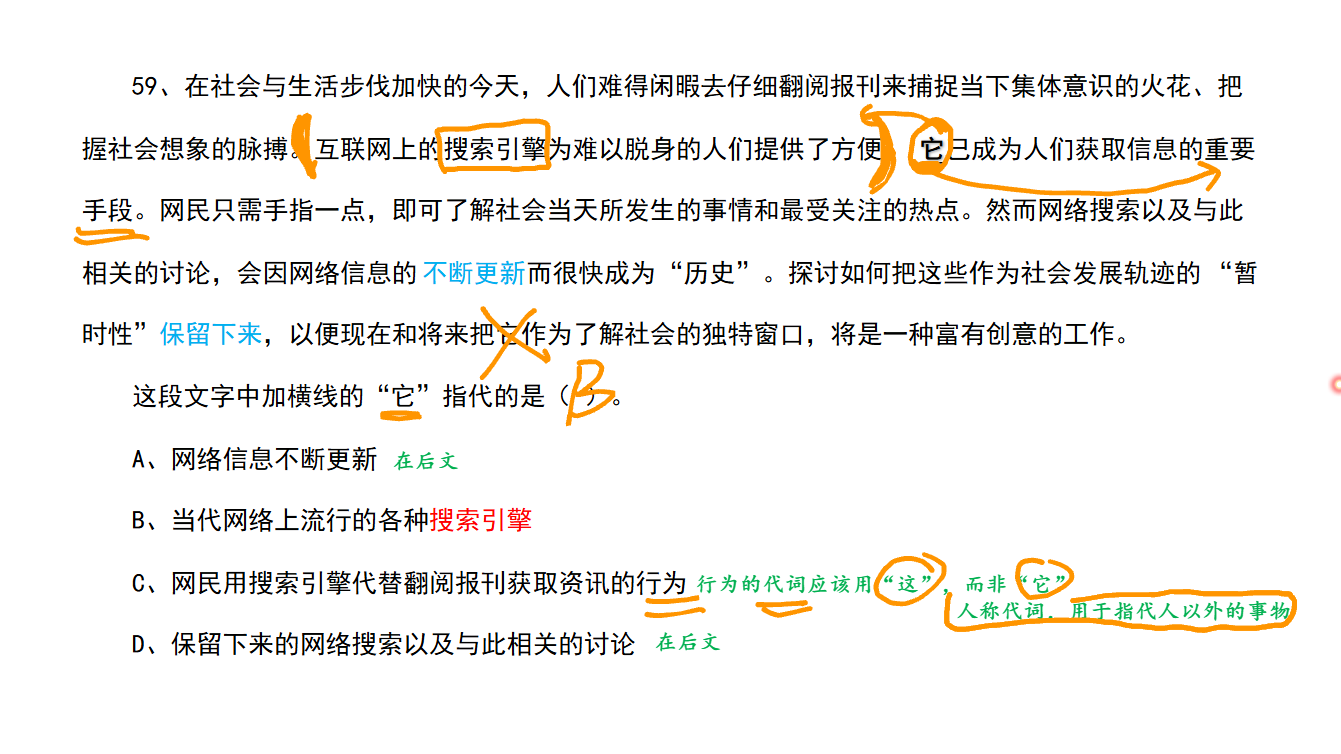 59、在社会与生活步伐加快的今天，人们难得闲暇去仔细翻阅报刊来捕捉当下集体意识的火花、把
握社会想象的脉搏。互联网上的搜索引擎为难以脱身的人们提供了方便，它已成为人们获取信息的重要
手段。网民只需手指一点，即可了解社会当天所发生的事情和最受关注的热点。然而网络搜索以及与此
相关的讨论，会因网络信息的不断更新而很快成为“历史”。探讨如何把这些作为社会发展轨迹的“暂
时性”保留下来，以便现在和将来把它作为了解社会的独特窗口，将是一种富有创意的工作。
这段文字中加横线的“它”指代的是（B）。
A、网络信息不断更新 在后文
B、当代网络上流行的各种搜索引擎
C、网民用搜索引擎代替翻阅报刊获取资讯的行为 行为的代词应该用“这”，而非“它”
人称代词，用于指代人以外的事物
D、保留下来的网络搜索以及与此相关的讨论 在后文